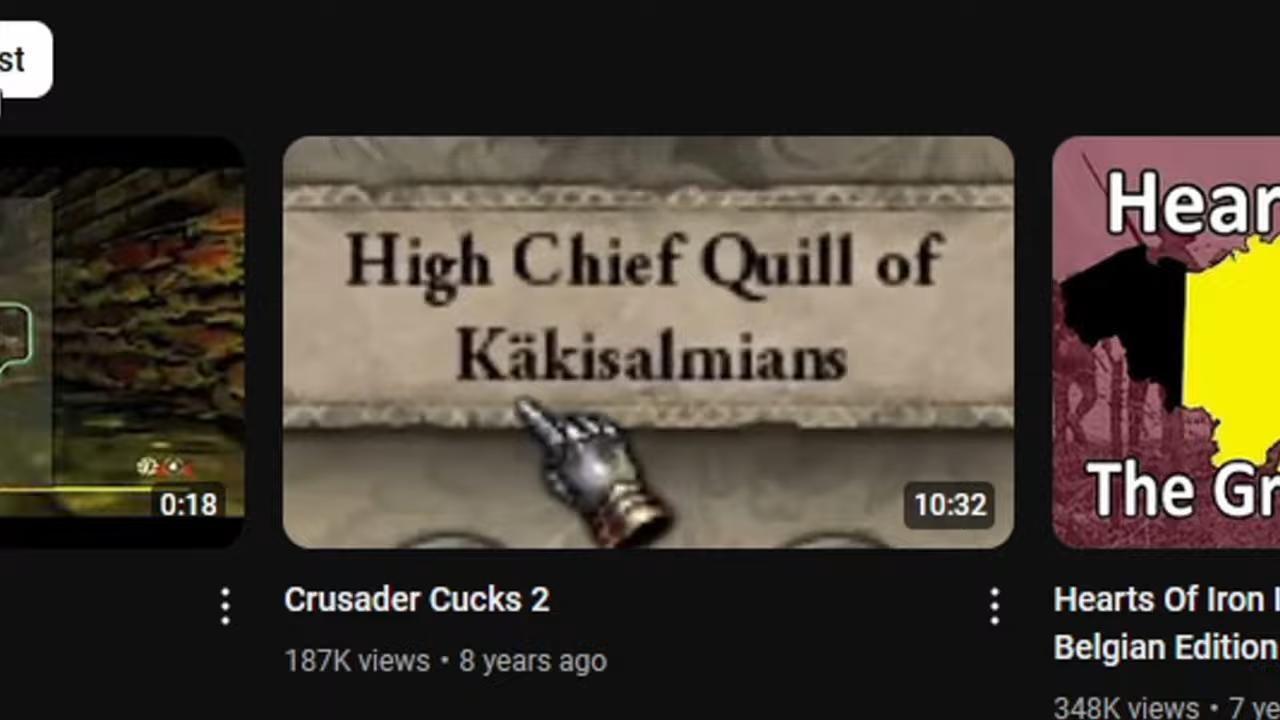 st
High Chief Quill of
Käkisalmians
Hear
The Gr
0:18
10:32
Crusader Cucks 2
187K views • 8 years ago
Hearts Of Iron
Belgian Edition
348K views • 7 ye